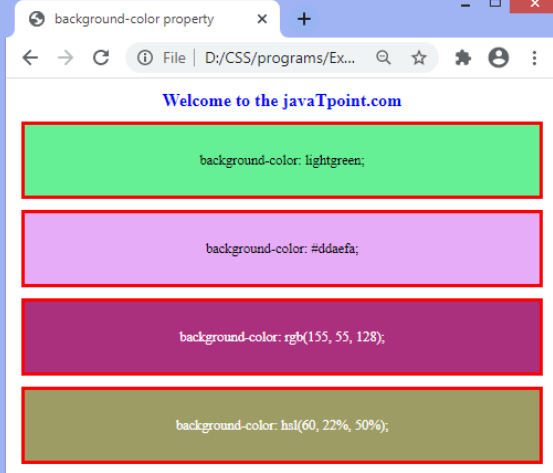 background-color property
File | D:/CSS/programs/Ex...
Welcome to the javaTpoint.com
background-color: lightgreen;
background-color: #ddaefa;
background-color: rgb(155, 55, 128);
background-color: hsl(60, 22%, 50%);